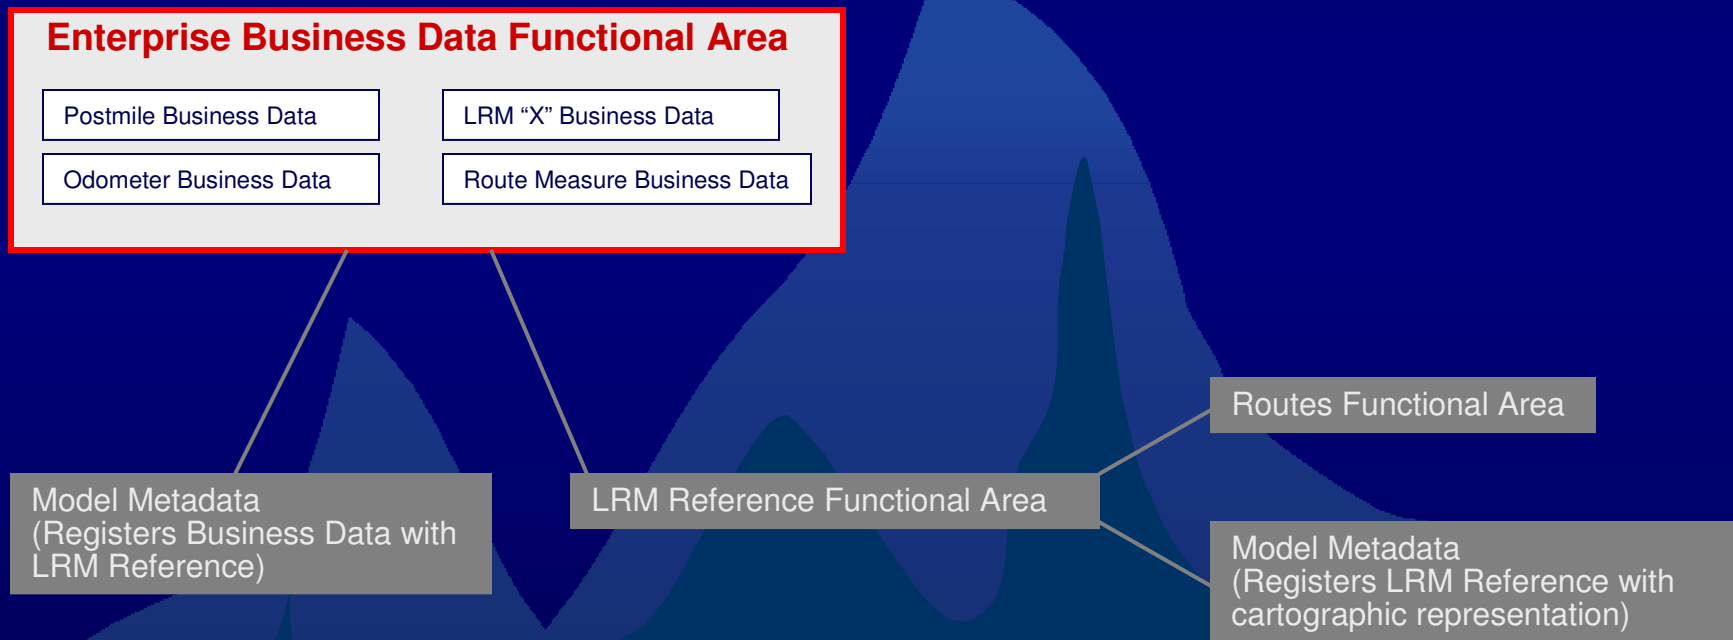 Enterprise Business Data Functional Area
Postmile Business Data
LRM “X” Business Data
Odometer Business Data
Route Measure Business Data
Routes Functional Area
Model Metadata
(Registers Business Data with
LRM Reference)
LRM Reference Functional Area
Model Metadata
(Registers LRM Reference with
cartographic representation)